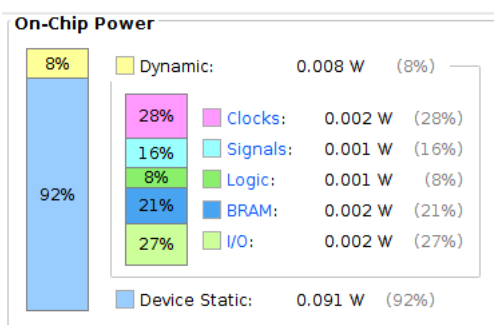 On-Chip Power
8% Dynamic: 0.008 W (8%)
28% Clocks: 0.002 W (28%)
16% Signals: 0.001 W (16%)
8% Logic: 0.001 W (8%)
92% 21% BRAM: 0.002 W (21%)
27% I/O: 0.002 W (27%)
Device Static: 0.091 W (92%)